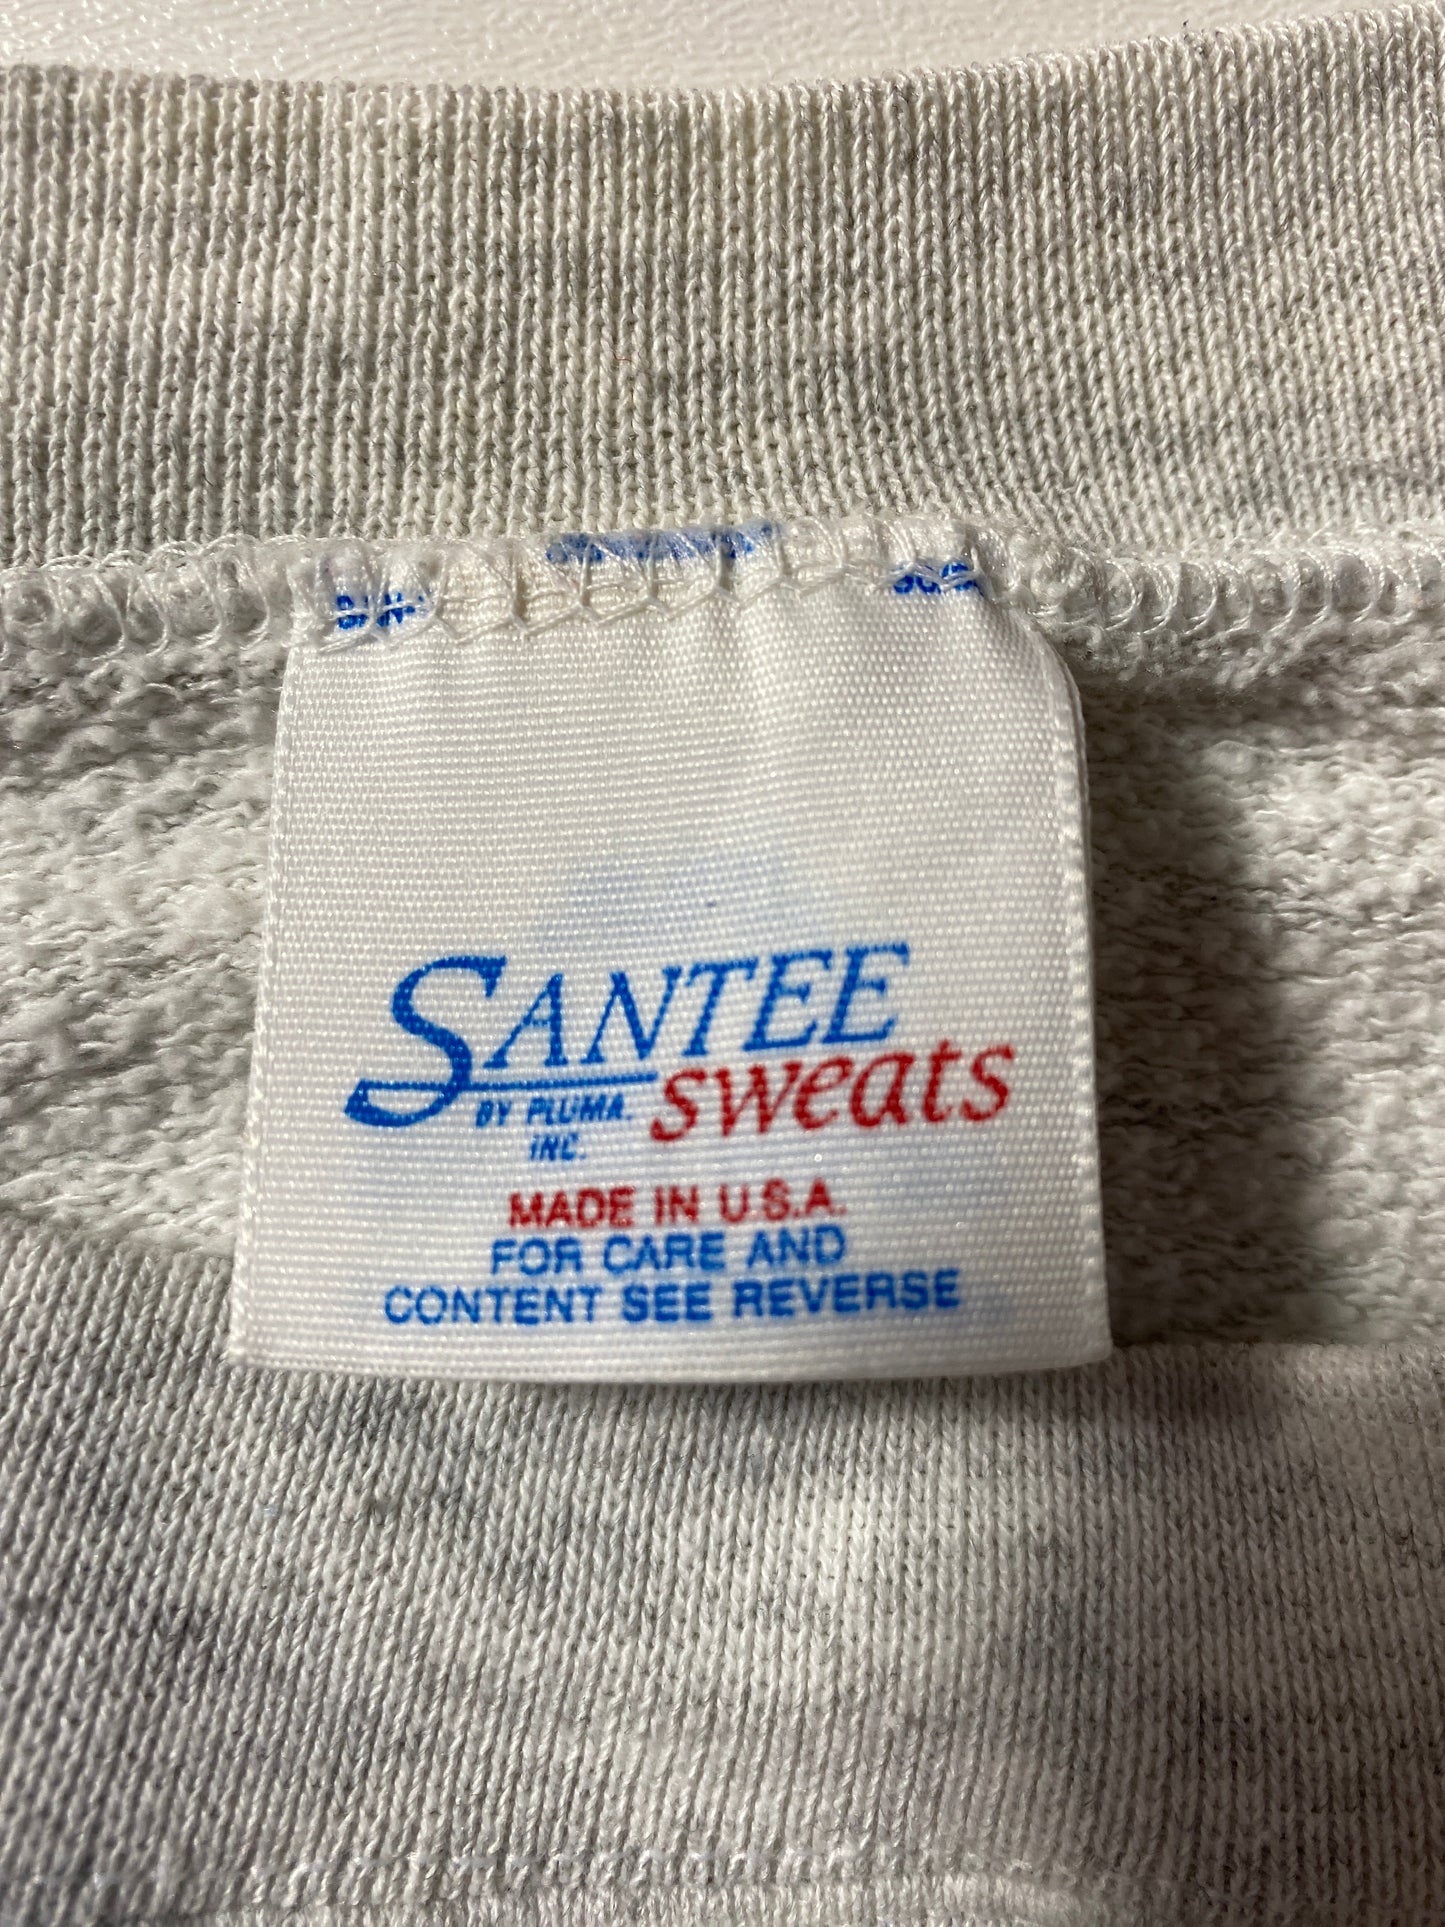 SANTEE
sweats
BY PLUMA.
INC.
MADE IN U.S.A.
FOR CARE AND
CONTENT SEE REVERSE